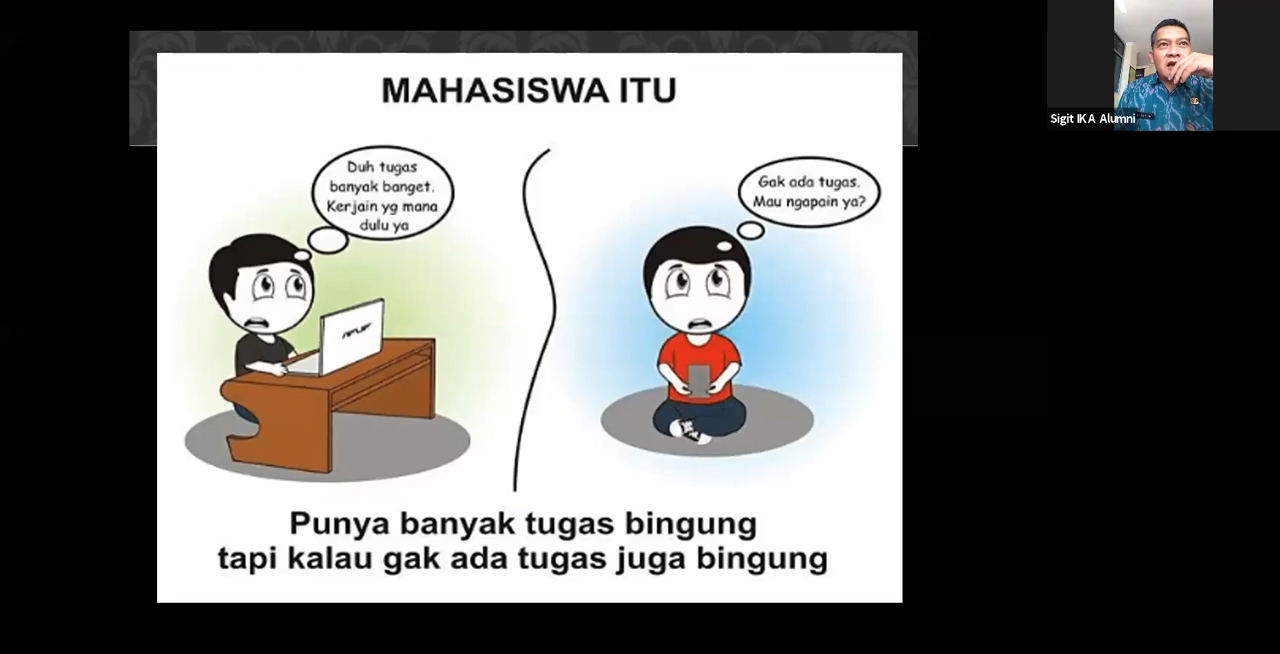 MAHASISWA ITU
Duh tugas
banyak banget.
Kerjain yg mana
dulu ya
Gak ada tugas.
Mau ngapain ya?
Punya banyak tugas bingung
tapi kalau gak ada tugas juga bingung
Sigit IKA Alumni